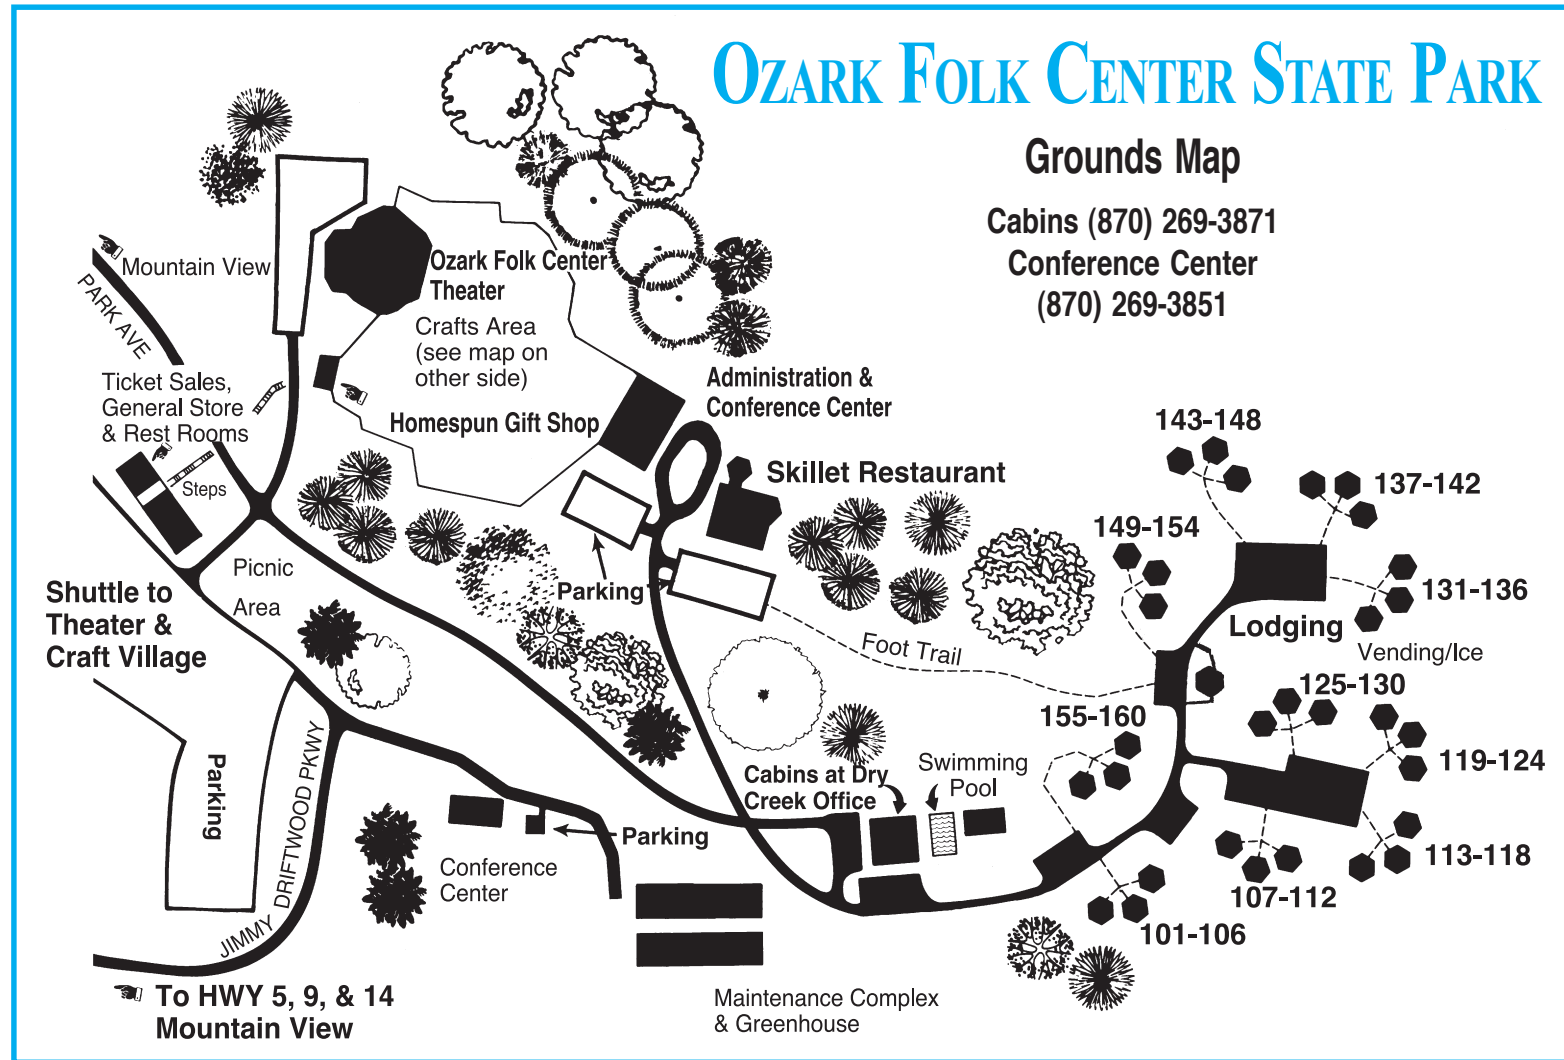 OZARK FOLK CENTER STATE PARK
Grounds Map
Cabins (870) 269-3871
Conference Center
(870) 269-3851
Mountain View
PARK AVE
Ozark Folk Center
Theater
Crafts Area
(see map on
other side)
Ticket Sales,
General Store
& Rest Rooms
Steps
Homespun Gift Shop
Administration &
Conference Center
Skillet Restaurant
143-148
137-142
149-154
131-136
Lodging
Vending/Ice
Picnic
Area
Parking
Shuttle to
Theater &
Craft Village
Foot Trail
125-130
155-160
119-124
Parking
JIMMY DRIFTWOOD PKWY
Cabins at Dry
Creek Office
Swimming
Pool
Parking
113-118
Conference
Center
107-112
101-106
To HWY 5, 9, & 14
Mountain View
Maintenance Complex
& Greenhouse